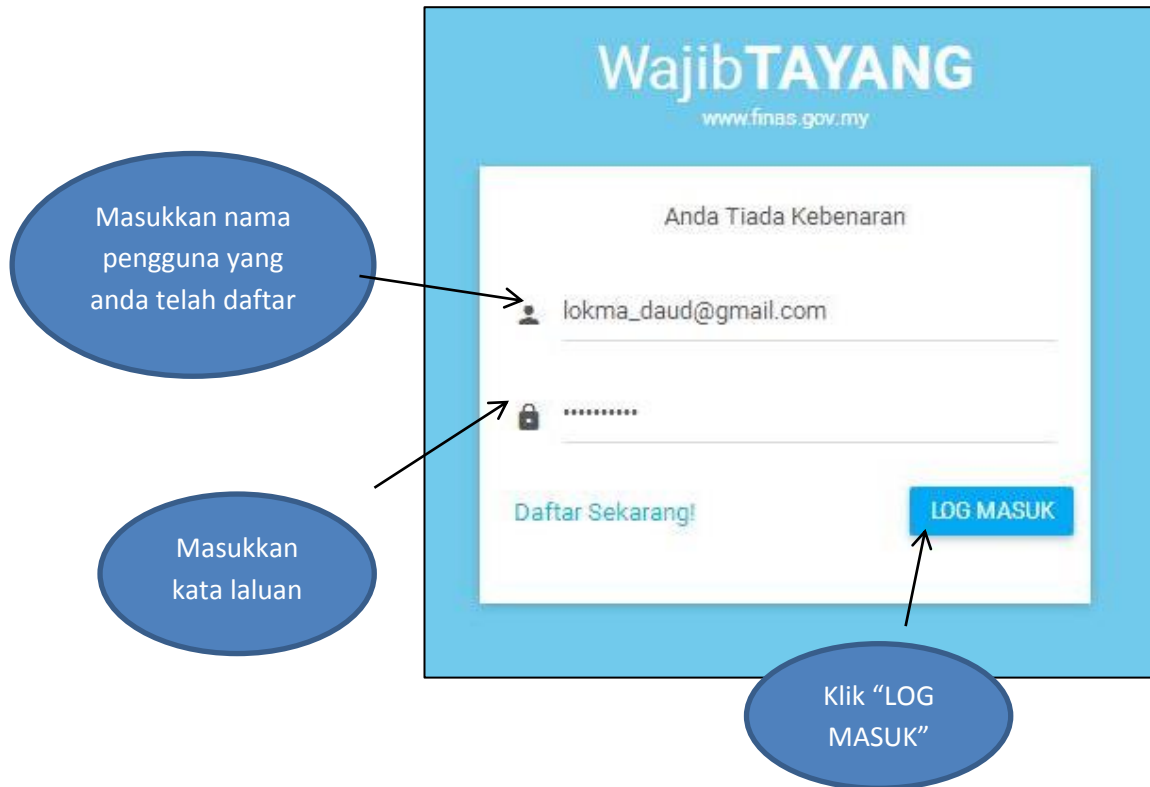 WajibTAYANG
www.finas.gov.my
Anda Tiada Kebenaran
Masukkan nama
pengguna yang
anda telah daftar
lokma_daud@gmail.com
••••••••••
Daftar Sekarang!
LOG MASUK
Masukkan
kata laluan
Klik “LOG
MASUK”